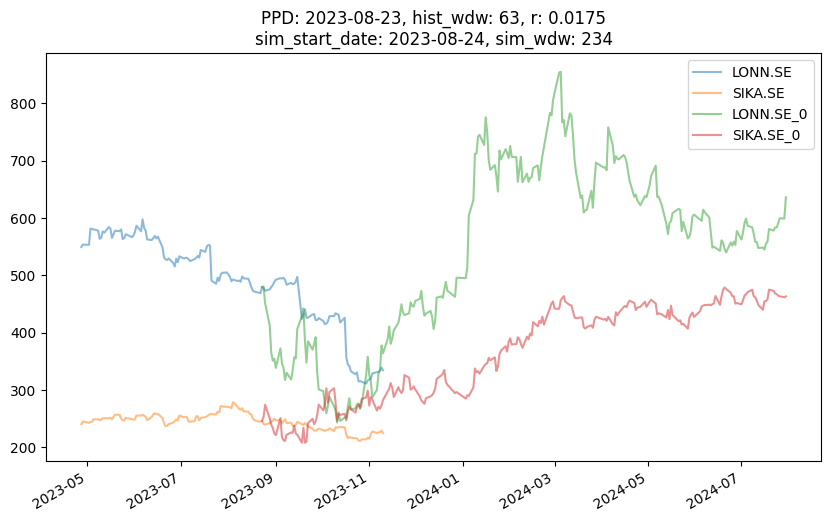 PPD: 2023-08-23, hist_wdw: 63, r: 0.0175
sim_start_date: 2023-08-24, sim_wdw: 234
LONN.SE
SIKA.SE
LONN.SE_0
SIKA.SE_0
800
700
600
500
400
300
200
2023-05
2023-07
2023-09
2023-11
2024-01
2024-03
2024-05
2024-07